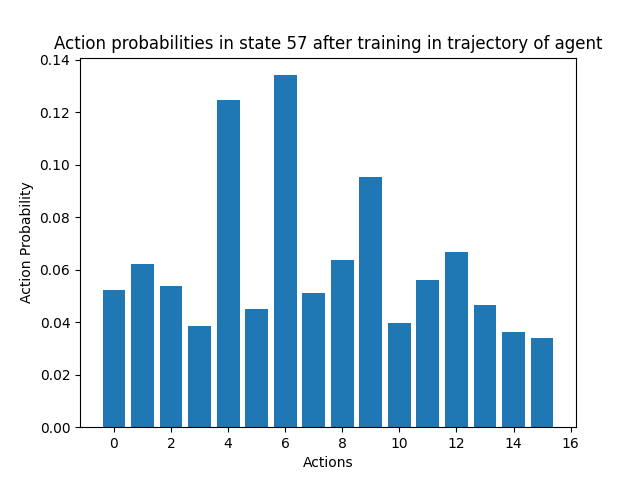 Action probabilities in state 57 after training in trajectory of agent
0.14
0.12
0.10
0.08
0.06
0.04
0.02
0.00
Action Probability
0 2 4 6 8 10 12 14 16
Actions